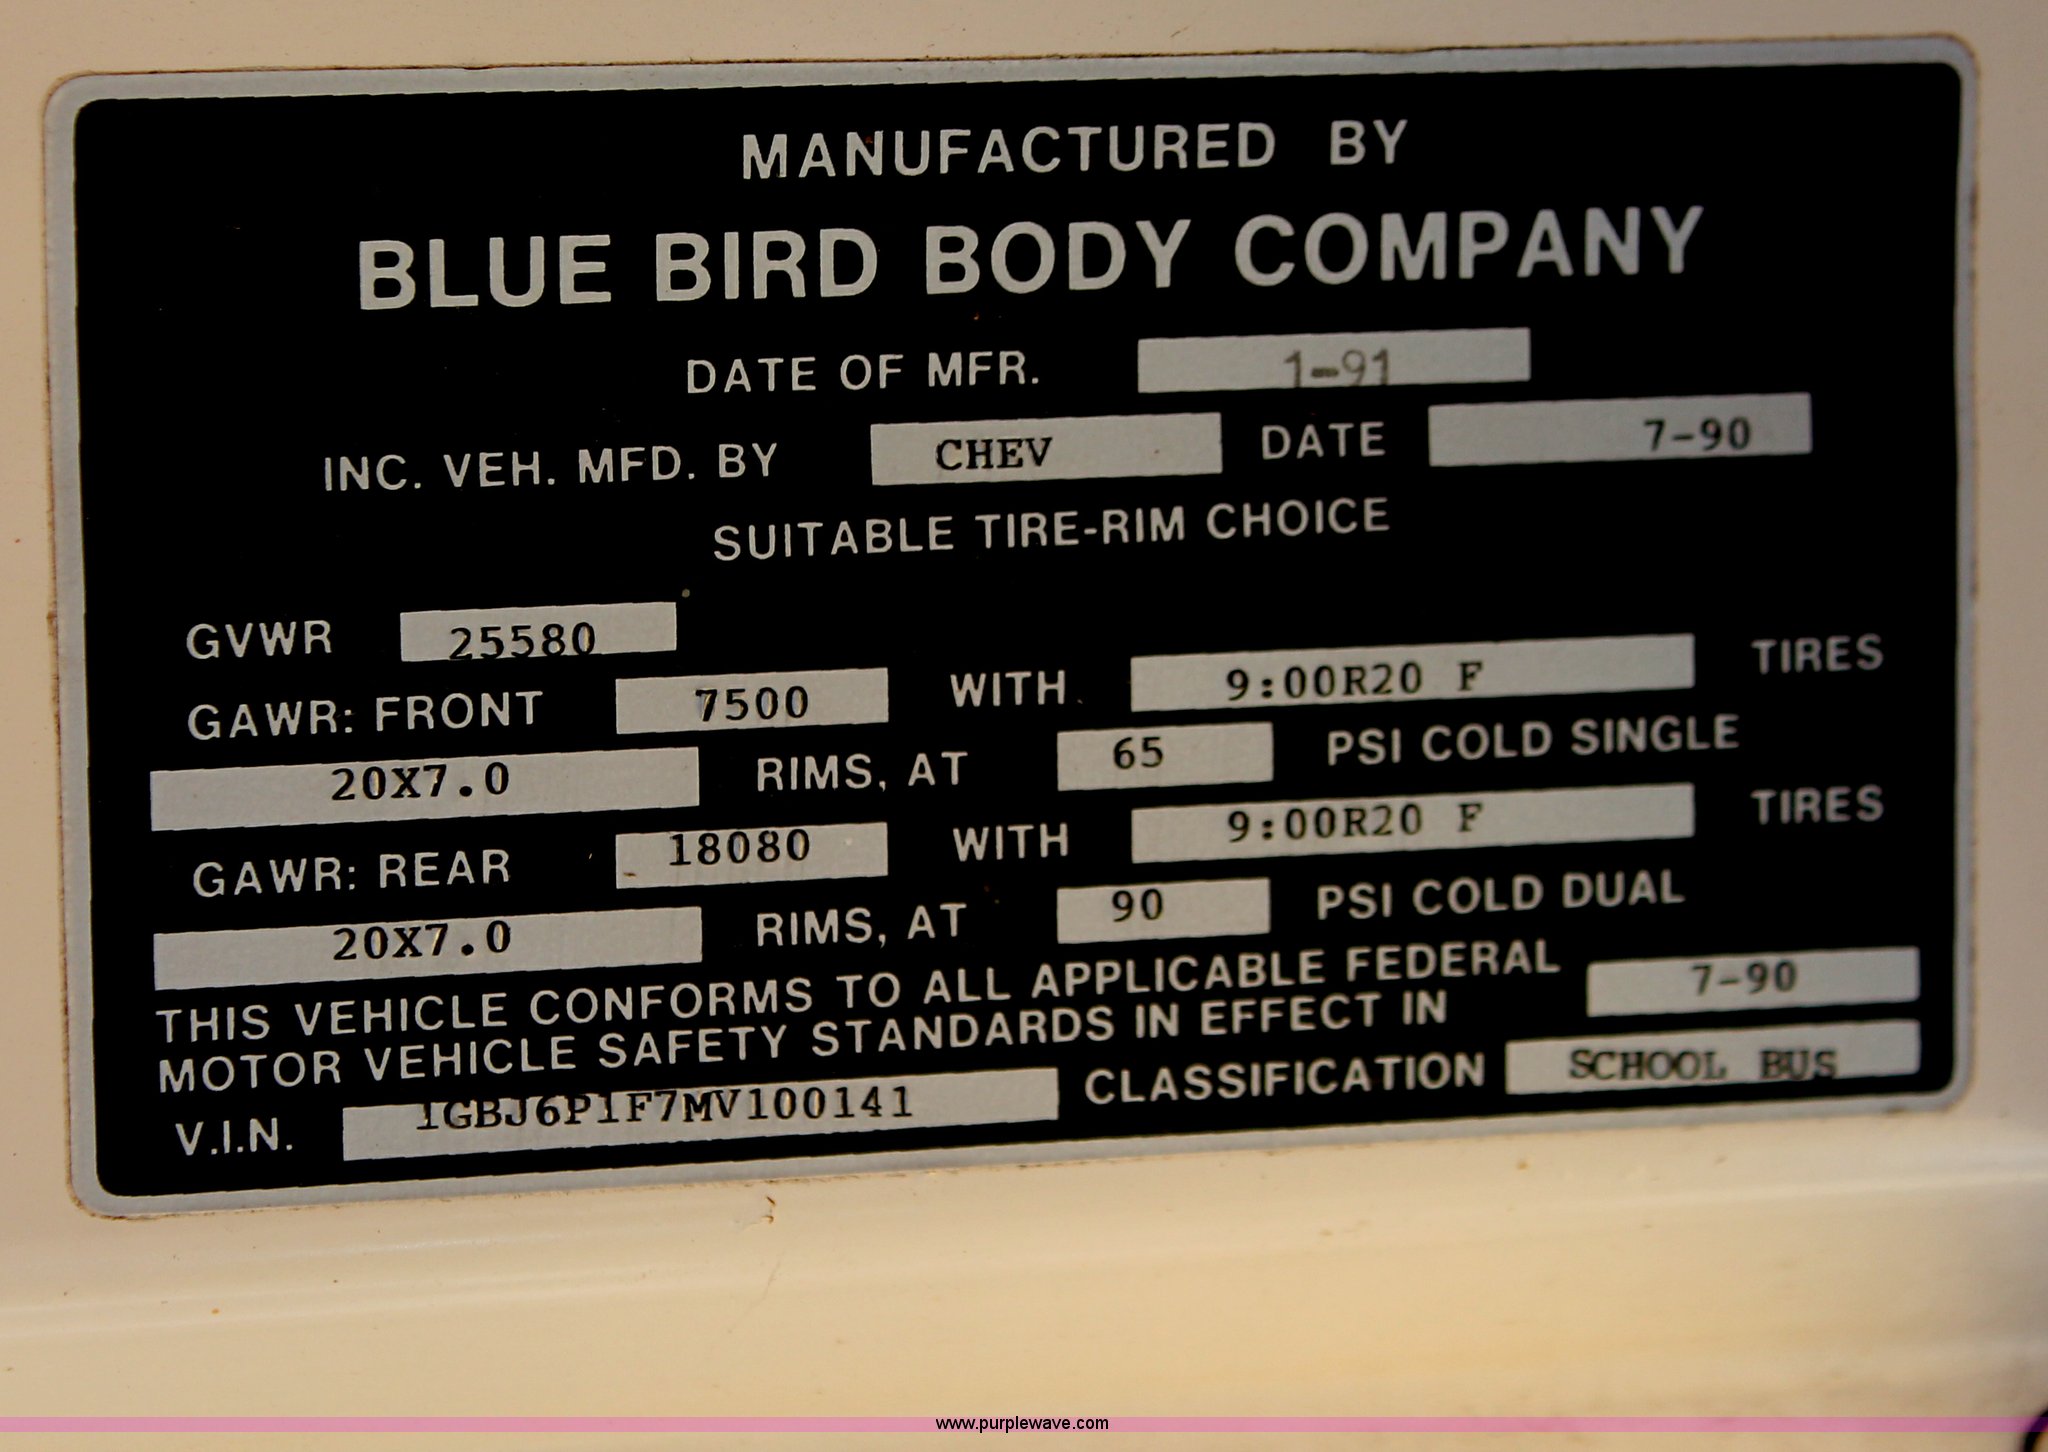 MANUFACTURED BY
BLUE BIRD BODY COMPANY
DATE OF MFR. 1-91
INC. VEH. MFD. BY CHEV DATE 7-90
SUITABLE TIRE-RIM CHOICE
GVWR 25580
GAWR: FRONT 7500 WITH 9:00R20 F TIRES
20X7.0 RIMS, AT 65 PSI COLD SINGLE
GAWR: REAR 18080 WITH 9:00R20 F TIRES
20X7.0 RIMS, AT 90 PSI COLD DUAL
THIS VEHICLE CONFORMS TO ALL APPLICABLE FEDERAL
MOTOR VEHICLE SAFETY STANDARDS IN EFFECT IN 7-90
V.I.N. 1GBJ6P1F7MV100141 CLASSIFICATION SCHOOL BUS
www.purplewave.com